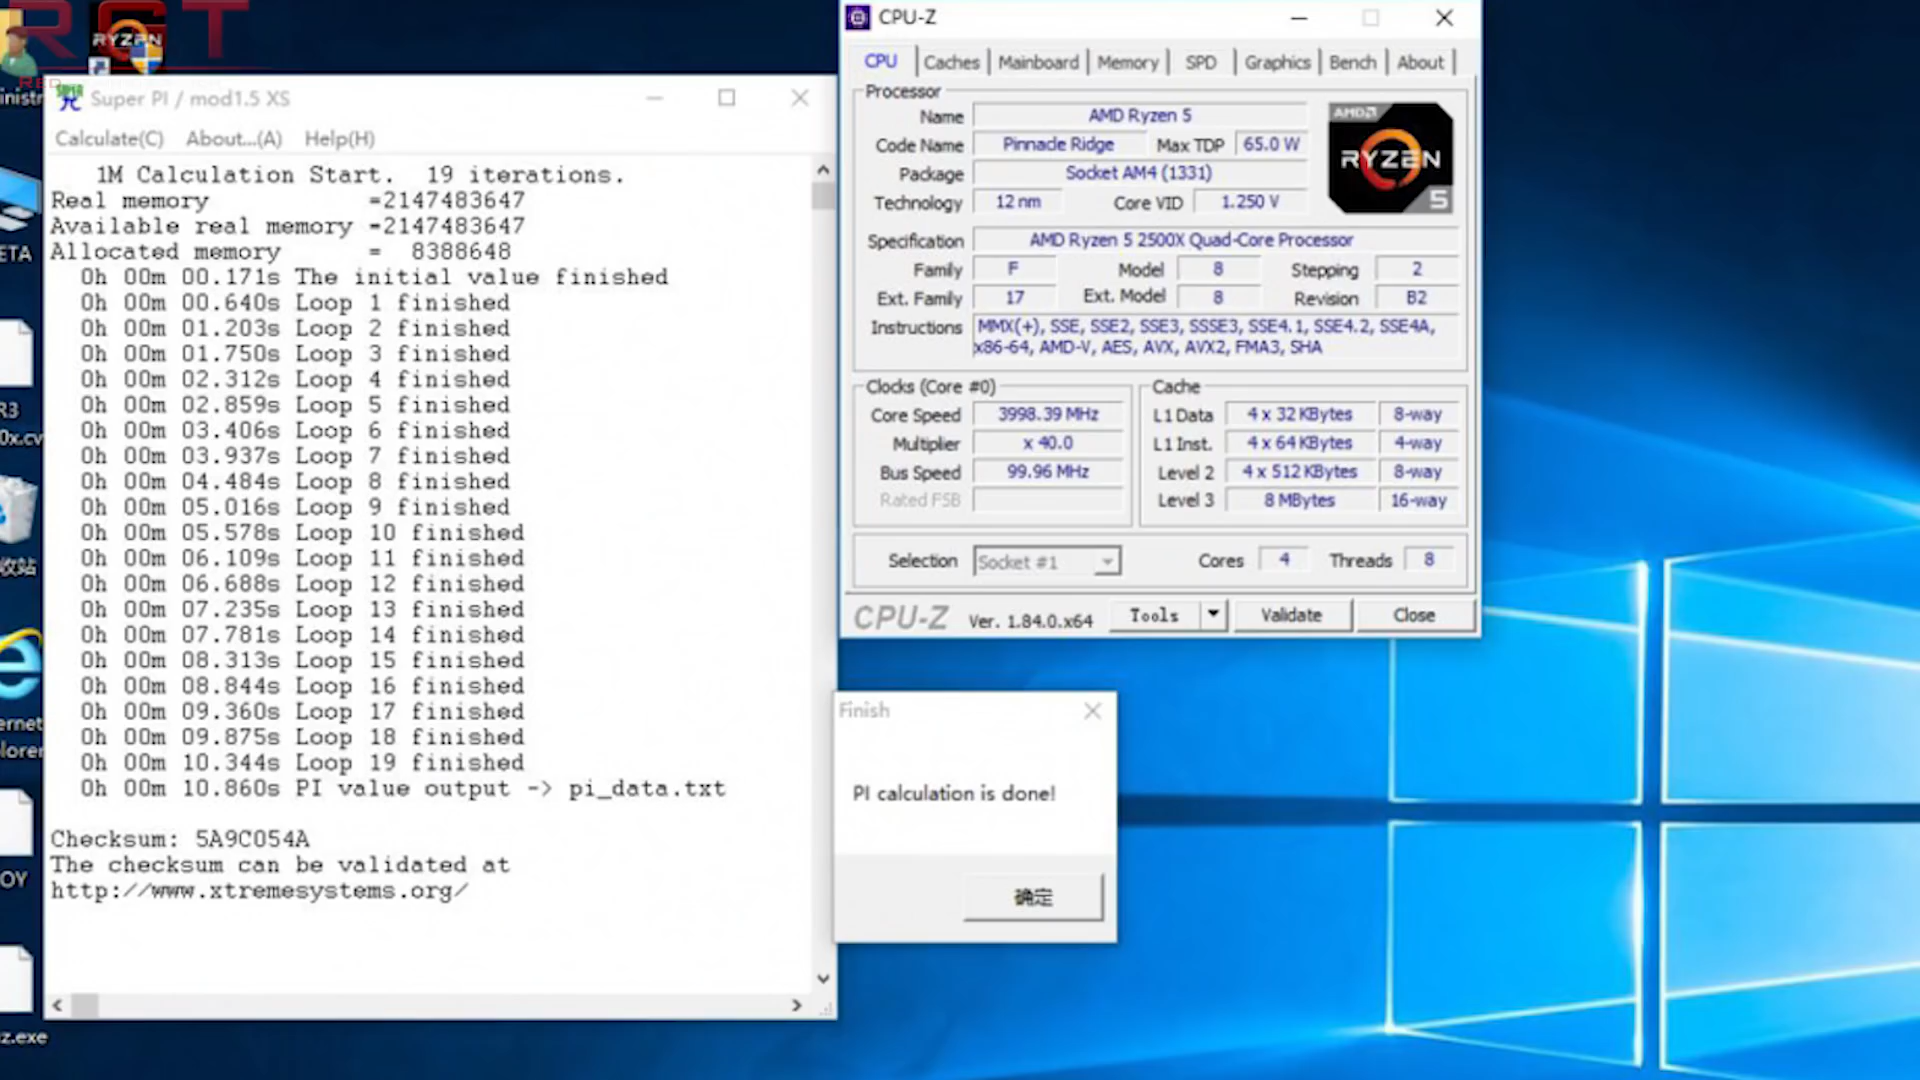 RGT
RYZEN
Super PI / mod1.5 XS
Calculate(C) About...(A) Help(H)
1M Calculation Start. 19 iterations.
Real memory =2147483647
Available real memory =2147483647
Allocated memory = 8388648
0h 00m 00.171s The initial value finished
0h 00m 00.640s Loop 1 finished
0h 00m 01.203s Loop 2 finished
0h 00m 01.750s Loop 3 finished
0h 00m 02.312s Loop 4 finished
0h 00m 02.859s Loop 5 finished
0h 00m 03.406s Loop 6 finished
0h 00m 03.937s Loop 7 finished
0h 00m 04.484s Loop 8 finished
0h 00m 05.016s Loop 9 finished
0h 00m 05.578s Loop 10 finished
0h 00m 06.109s Loop 11 finished
0h 00m 06.688s Loop 12 finished
0h 00m 07.235s Loop 13 finished
0h 00m 07.781s Loop 14 finished
0h 00m 08.313s Loop 15 finished
0h 00m 08.844s Loop 16 finished
0h 00m 09.360s Loop 17 finished
0h 00m 09.875s Loop 18 finished
0h 00m 10.344s Loop 19 finished
0h 00m 10.860s PI value output -> pi_data.txt
Checksum: 5A9C054A
The checksum can be validated at
http://www.xtremesystems.org/
CPU-Z
CPU Caches Mainboard Memory SPD Graphics Bench About
Processor
Name AMD Ryzen 5
Code Name Pinnacle Ridge Max TDP 65.0 W
Package Socket AM4 (1331)
Technology 12 nm Core VID 1.250 V
AMD
RYZEN
5
Specification AMD Ryzen 5 2500X Quad-Core Processor
Family F Model 8 Stepping 2
Ext. Family 17 Ext. Model 8 Revision B2
Instructions MMX(+), SSE, SSE2, SSE3, SSSE3, SSE4.1, SSE4.2, SSE4A,
x86-64, AMD-V, AES, AVX, AVX2, FMA3, SHA
Clocks (Core #0)
Core Speed 3998.39 MHz
Multiplier x 40.0
Bus Speed 99.96 MHz
Rated FSB
Cache
L1 Data 4 x 32 KBytes 8-way
L1 Inst. 4 x 64 KBytes 4-way
Level 2 4 x 512 KBytes 8-way
Level 3 8 MBytes 16-way
Selection Socket #1 Cores 4 Threads 8
CPU-Z Ver. 1.84.0.x64 Tools Validate Close
Finish
PI calculation is done!
确定
ETA
R3
0x.cv
收站
ernet
lorer
OY
z.exe